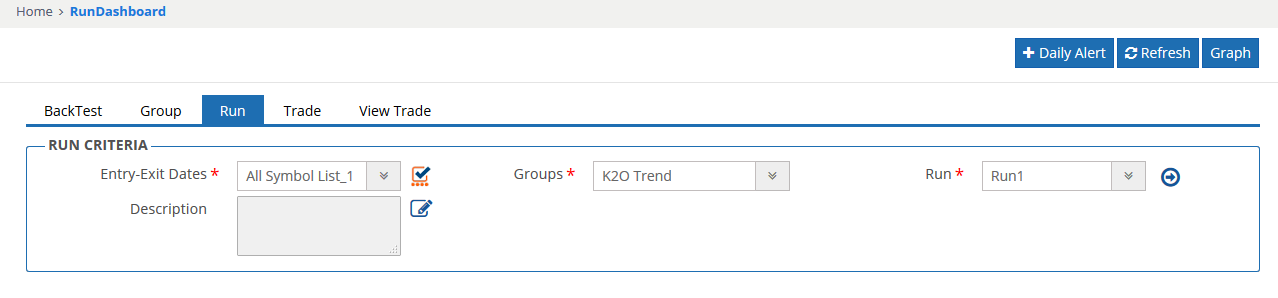 Home > RunDashboard
+ Daily Alert Refresh Graph
BackTest Group Run Trade View Trade
RUN CRITERIA
Entry-Exit Dates * All Symbol List_1 Groups * K2O Trend Run * Run1
Description